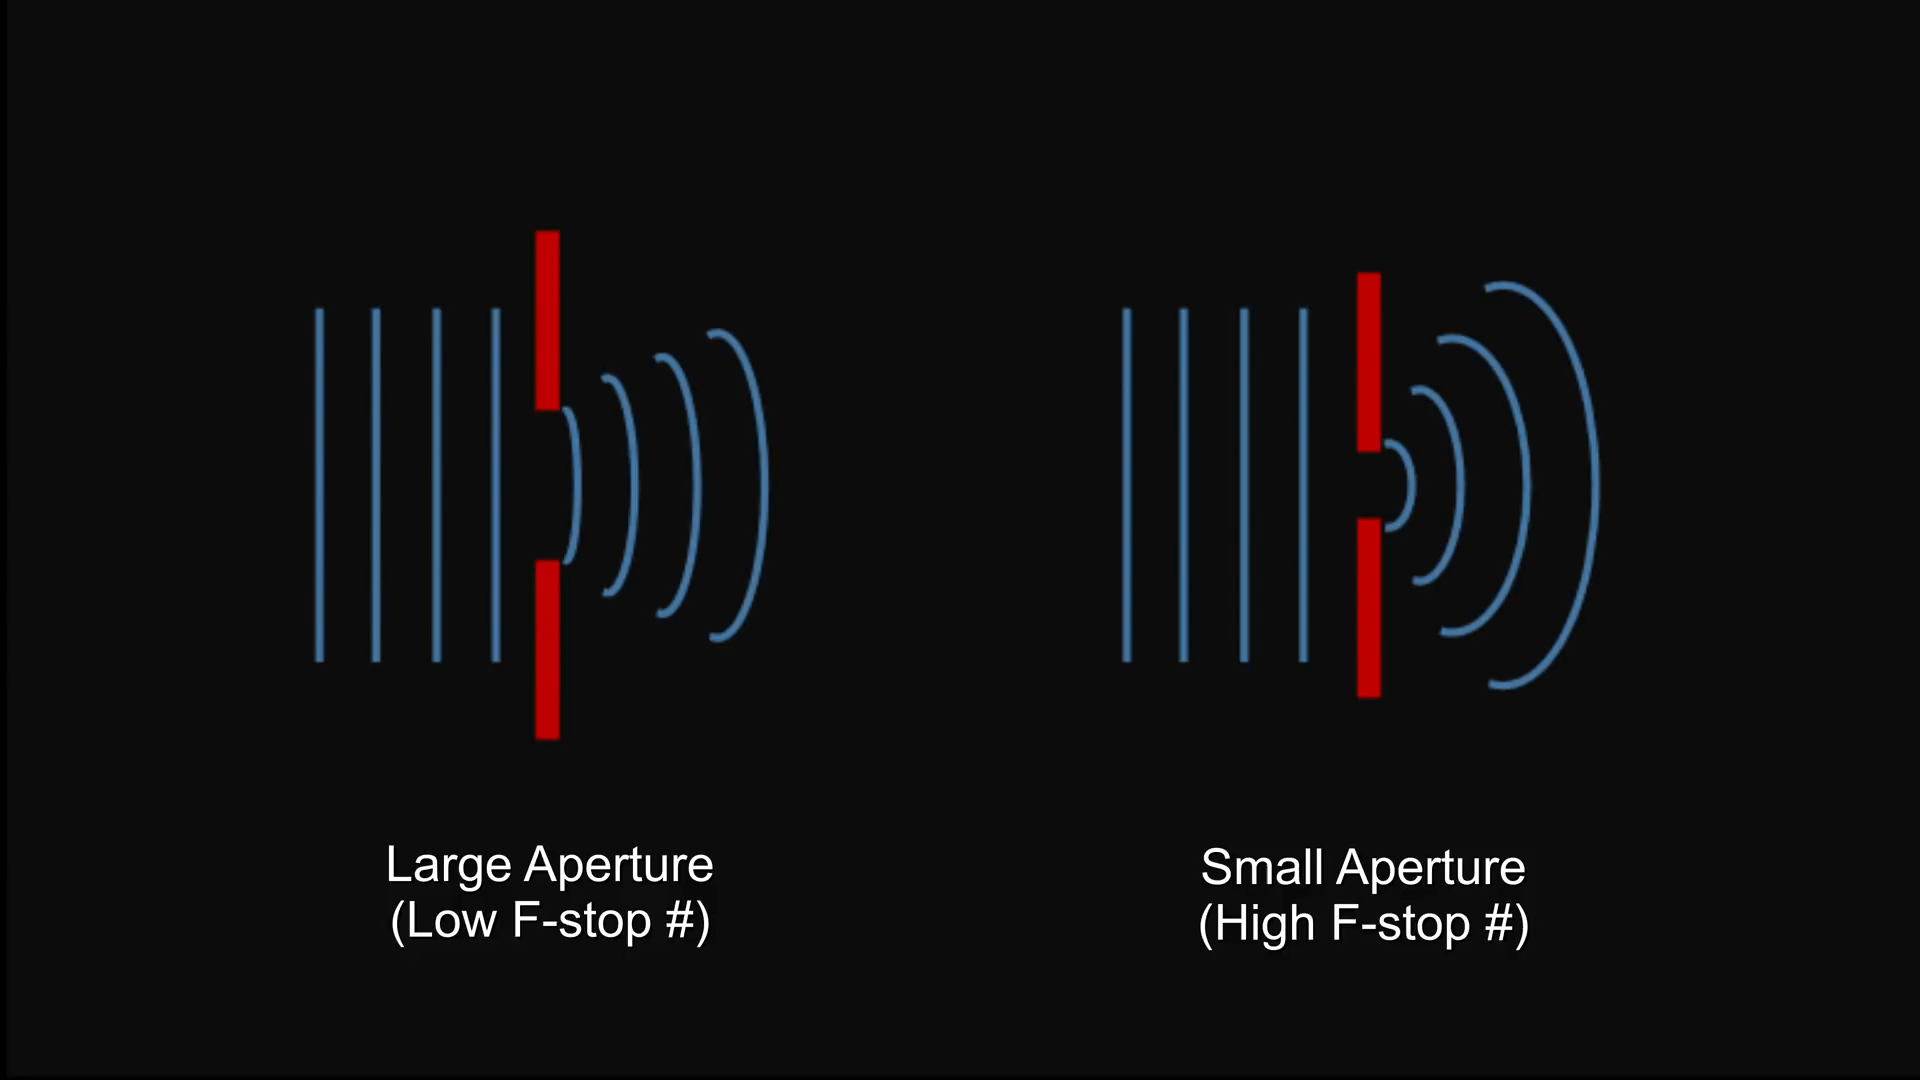 Large Aperture
(Low F-stop #)
Small Aperture
(High F-stop #)